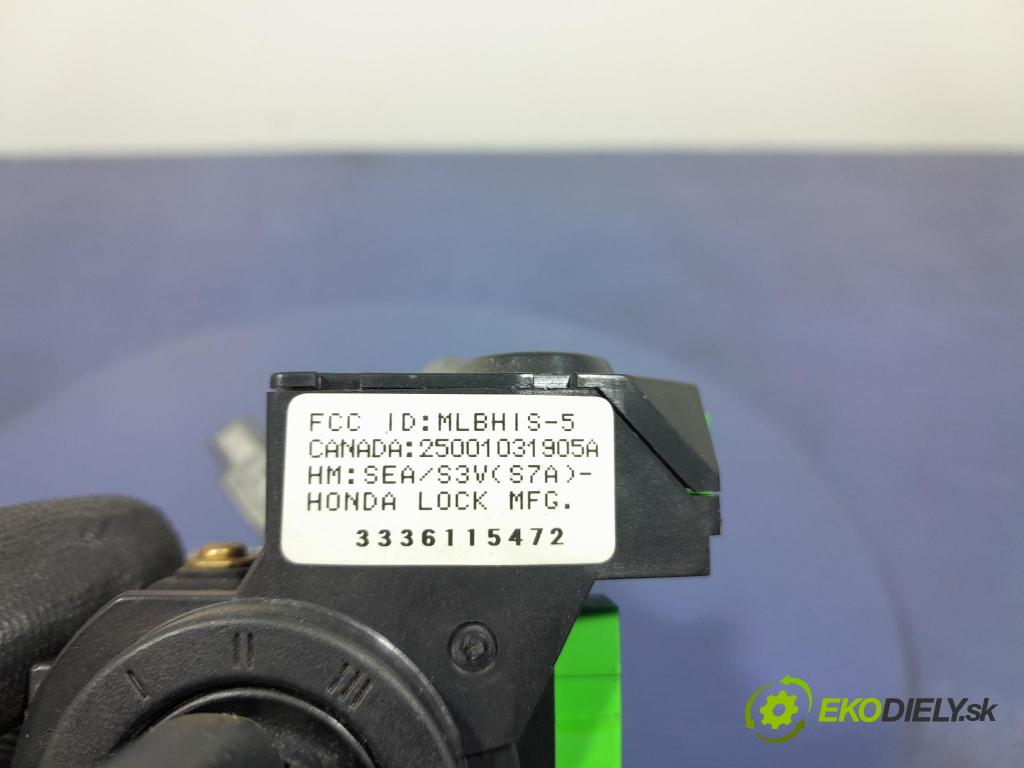 FCC ID:MLBHIS-5
CANADA:25001031905A
HM:SEA/S3V(S7A)-
HONDA LOCK MFG.
3336115472
I II III
EKODIELY.sk